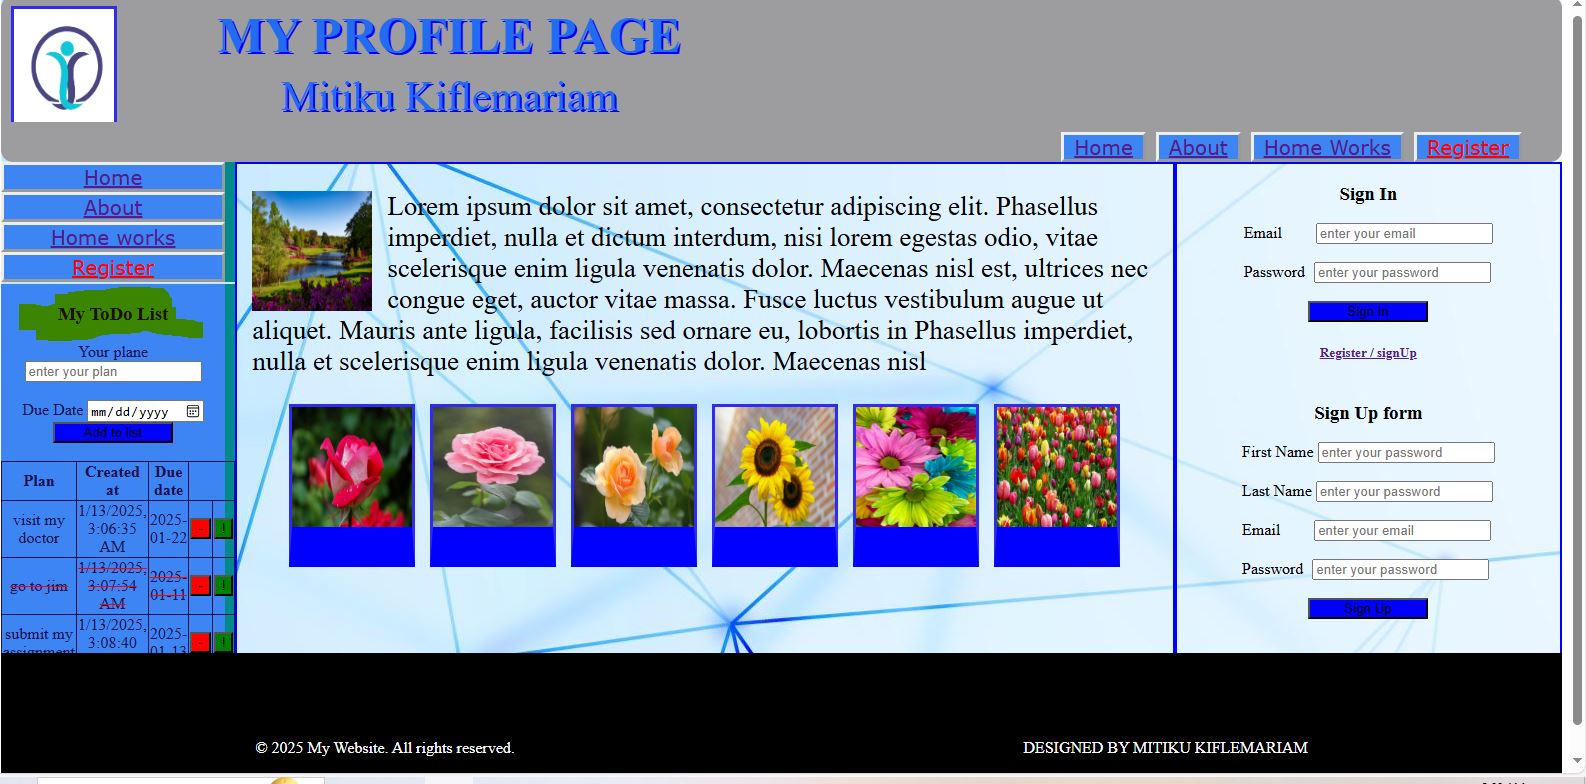 MY PROFILE PAGE
Mitiku Kiflemariam
Home
About
Home Works
Register
Home
About
Home works
Register
My ToDo List
Your plane
enter your plan
Due Date mm/dd/yyyy
Add to list
Plan Created at Due date
visit my doctor 1/13/2025, 3:06:35 AM 2025-01-22 - !
go to jim 1/13/2025, 3:07:54 AM 2025-01-11 - !
submit my assignment 1/13/2025, 3:08:40 2025-01-13 - !
Lorem ipsum dolor sit amet, consectetur adipiscing elit. Phasellus
imperdiet, nulla et dictum interdum, nisi lorem egestas odio, vitae
scelerisque enim ligula venenatis dolor. Maecenas nisl est, ultrices nec
congue eget, auctor vitae massa. Fusce luctus vestibulum augue ut
aliquet. Mauris ante ligula, facilisis sed ornare eu, lobortis in Phasellus imperdiet,
nulla et scelerisque enim ligula venenatis dolor. Maecenas nisl
Sign In
Email enter your email
Password enter your password
Sign In
Register / signUp
Sign Up form
First Name enter your password
Last Name enter your password
Email enter your email
Password enter your password
Sign Up
© 2025 My Website. All rights reserved.
DESIGNED BY MITIKU KIFLEMARIAM